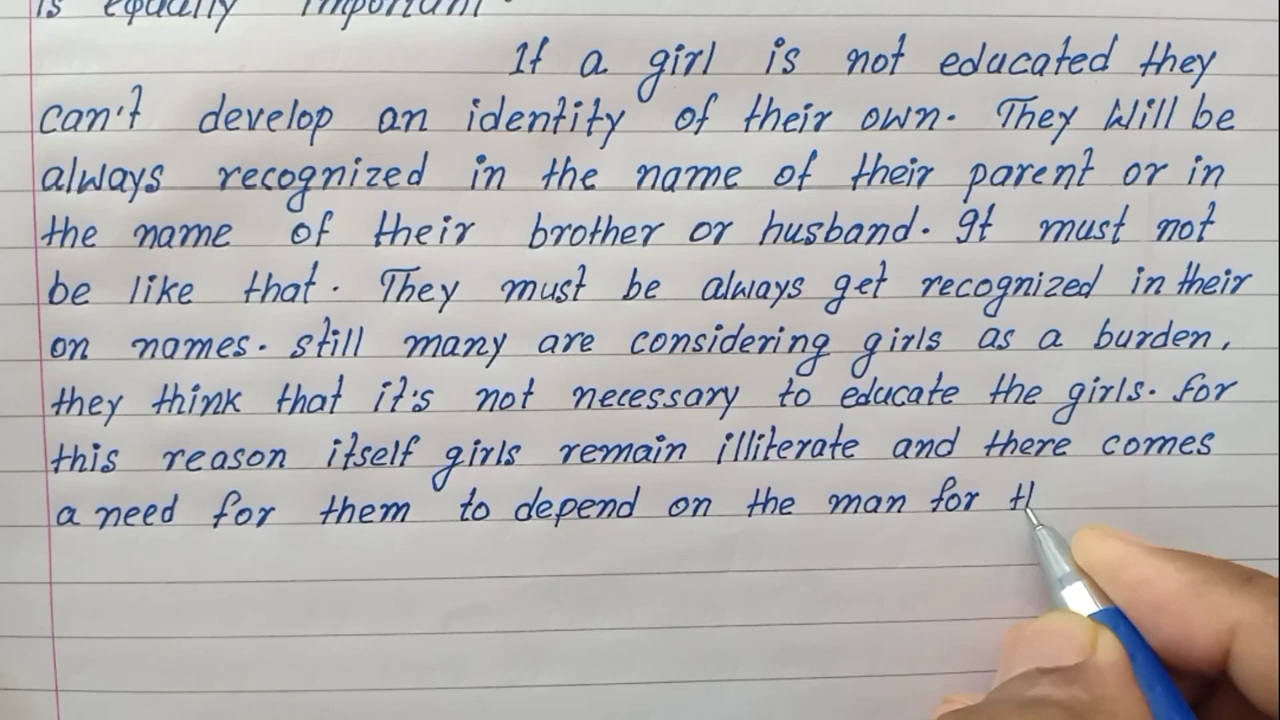 is equally important.
If a girl is not educated they
can't develop an identity of their own. They Will be
always recognized in the name of their parent or in
the name of their brother or husband. It must not
be like that. They must be always get recognized in their
on names. still many are considering girls as a burden,
they think that it's not necessary to educate the girls. for
this reason itself girls remain illiterate and there comes
a need for them to depend on the man for th